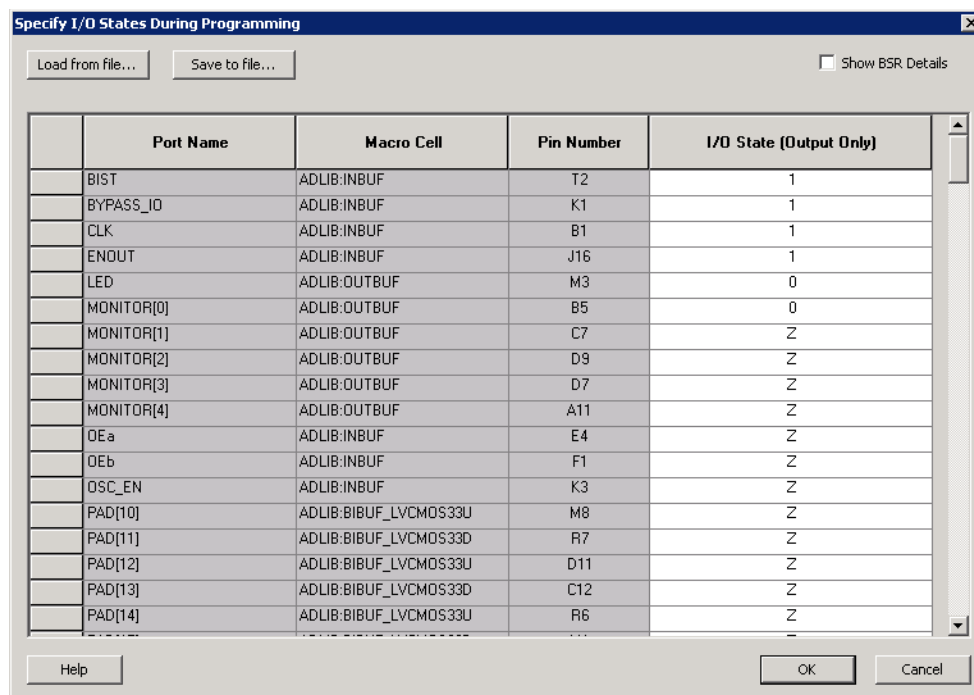 Specify I/O States During Programming
Load from file... Save to file... Show BSR Details
Port Name Macro Cell Pin Number I/O State (Output Only)
BIST ADLIB:INBUF T2 1
BYPASS_IO ADLIB:INBUF K1 1
CLK ADLIB:INBUF B1 1
ENOUT ADLIB:INBUF J16 1
LED ADLIB:OUTBUF M3 0
MONITOR[0] ADLIB:OUTBUF B5 0
MONITOR[1] ADLIB:OUTBUF C7 Z
MONITOR[2] ADLIB:OUTBUF D9 Z
MONITOR[3] ADLIB:OUTBUF D7 Z
MONITOR[4] ADLIB:OUTBUF A11 Z
OEa ADLIB:INBUF E4 Z
OEb ADLIB:INBUF F1 Z
OSC_EN ADLIB:INBUF K3 Z
PAD[10] ADLIB:BIBUF_LVCMOS33U M8 Z
PAD[11] ADLIB:BIBUF_LVCMOS33D R7 Z
PAD[12] ADLIB:BIBUF_LVCMOS33U D11 Z
PAD[13] ADLIB:BIBUF_LVCMOS33D C12 Z
PAD[14] ADLIB:BIBUF_LVCMOS33U R6 Z
Help OK Cancel